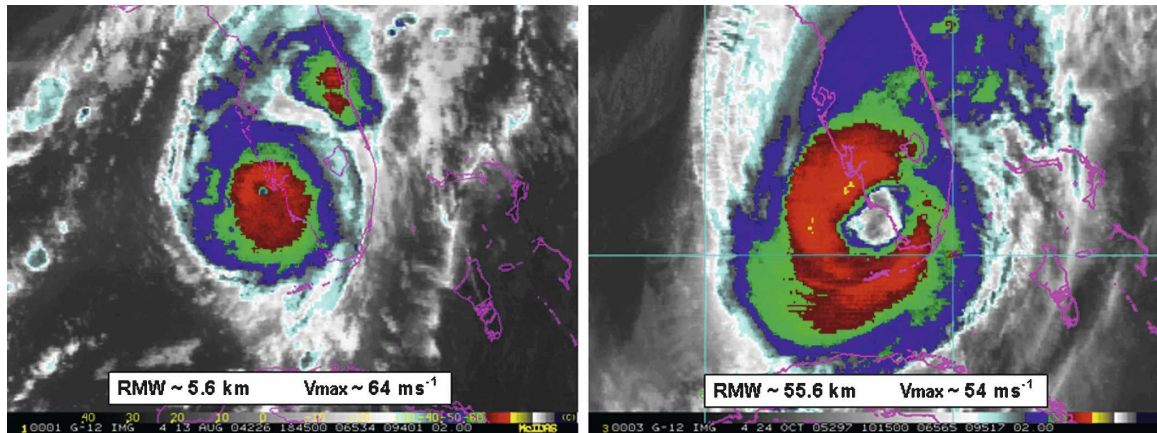 RMW ~ 5.6 km Vmax ~ 64 ms-1
40 30 20 10 0 -10 -20 -30 -40 -50 -60 (C)
1 0001 G-12 IMG 4 13 AUG 04226 184500 06534 09401 02.00 McIDAS
RMW ~ 55.6 km Vmax ~ 54 ms-1
3 0003 G-12 IMG 4 24 OCT 05297 101500 06565 09517 02.00